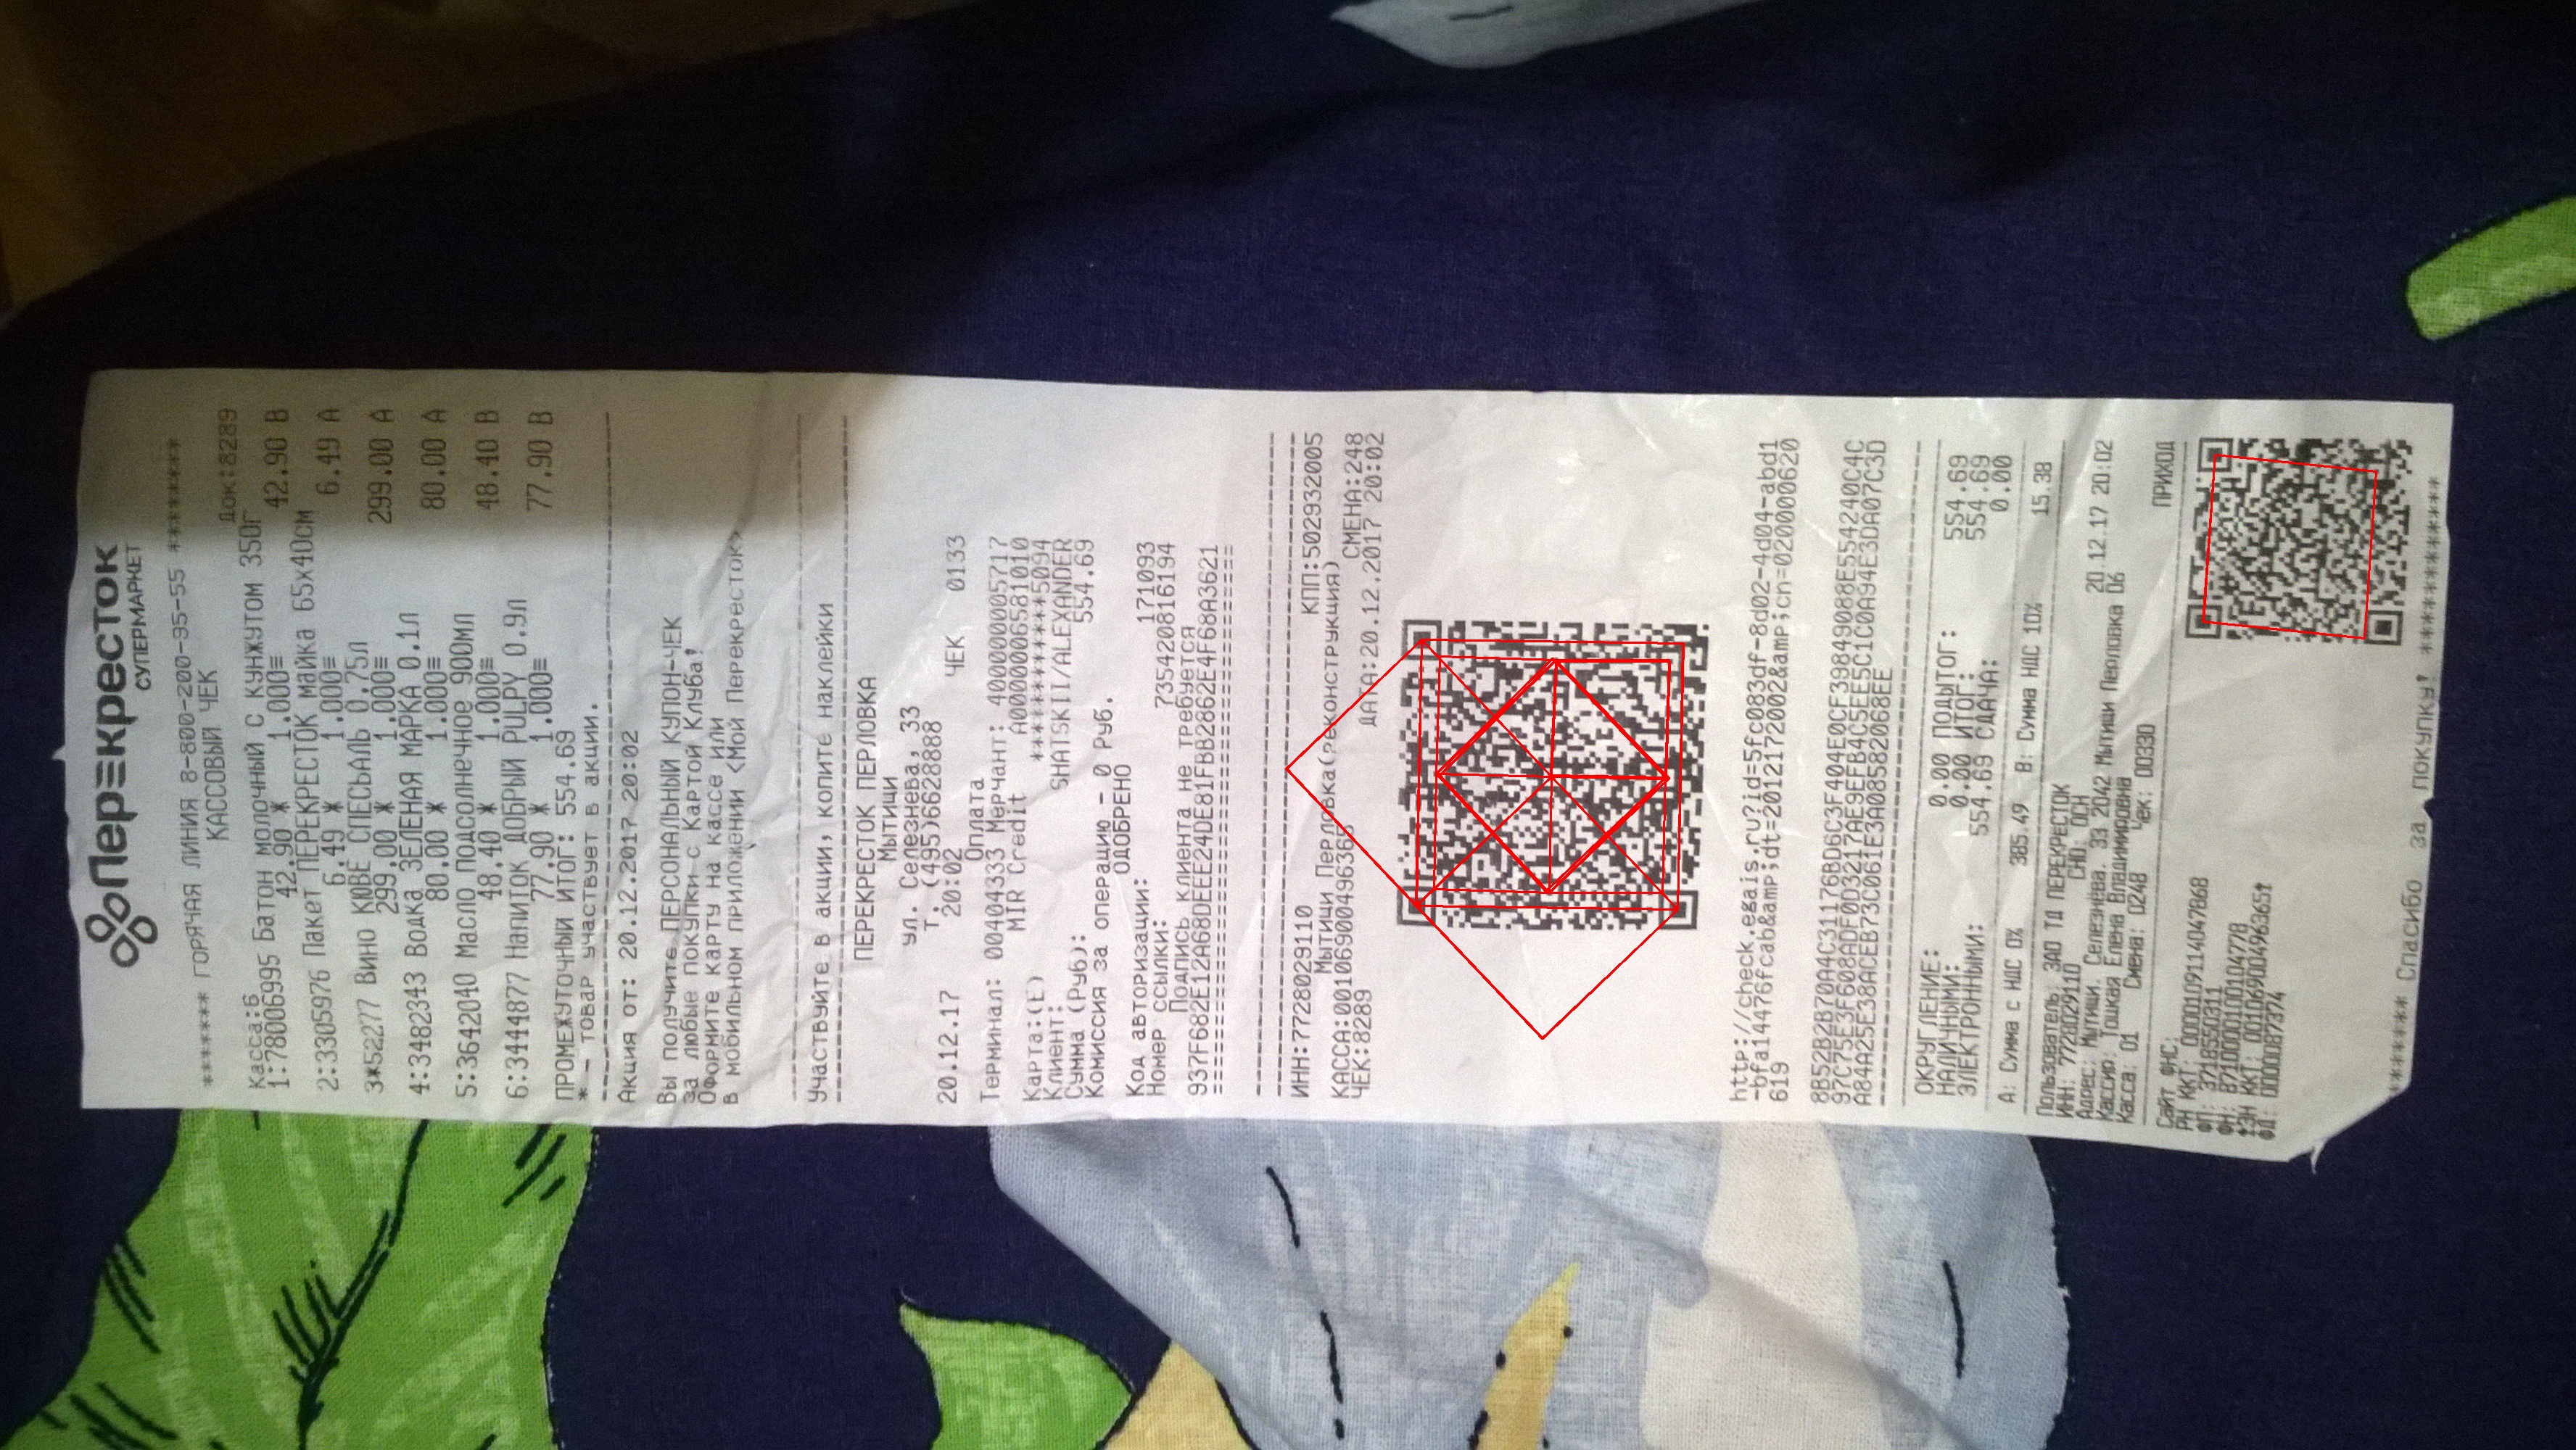 Перекресток
СУПЕРМАРКЕТ
******* ГОРЯЧАЯ ЛИНИЯ 8-800-200-95-55 *******
КАССОВЫЙ ЧЕК
Касса:6 Док:8289
1:780006995 Батон молочный с кунжутом 350г
42.90 * 1.000≡ 42.90 В
2:3305976 Пакет ПЕРЕКРЕСТОК майка 65х40см
6.49 * 1.000≡ 6.49 А
3*522277 Вино КЮВЕ СПЕСЬАЛЬ 0.75л
299.00 * 1.000≡ 299.00 А
4:3482343 Водка ЗЕЛЕНАЯ МАРКА 0.1л
80.00 * 1.000≡ 80.00 А
5:3642040 Масло подсолнечное 900мл
48.40 * 1.000≡ 48.40 В
6:3444877 Напиток ДОБРЫЙ PULPY 0.9л
77.90 * 1.000≡ 77.90 В
ПРОМЕЖУТОЧНЫЙ ИТОГ: 554.69
* - товар участвует в акции.
Акция от: 20.12.2017 20:02
Вы получите ПЕРСОНАЛЬНЫЙ КУПОН-ЧЕК
за любые покупки с Картой Клуба!
Оформите карту на кассе или
в мобильном приложении <Мой Перекресток>
Участвуйте в акции, копите наклейки
ПЕРЕКРЕСТОК ПЕРЛОВКА
Мытищи
ул. Селезнева, 33
Т.(495)6628888
20.12.17 20:02 ЧЕК 0133
Оплата
Терминал: 00404333 Мерчант: 400000005717
MIR Credit A0000006581010
Карта:(E) ************5094
Клиент: SHATSKII/ALEXANDER
Сумма (Руб): 554.69
Комиссия за операцию - 0 Руб.
ОДОБРЕНО
Код авторизации: 171093
Номер ссылки: 735420816194
Подпись клиента не требуется
937F682E12A68DEEE24DE81FBB2862E4F68A3621
ИНН:7728029110 КПП:502932005
Мытищи Перловка(реконструкция)
КАССА:0010690004963655 СМЕНА:248
ЧЕК:8289 ДАТА:20.12.2017 20:02
http://check.egais.ru?id=5fc083df-8d02-4d04-abd1
-bfa14476fcab&amp;dt=2012172002&amp;cn=020000620
619
8B52B2B70A4C31176BD6C3F404E0CF398490B8E554240C4C
97C75E3F608ADF0D3217AE9EFB4C5EE5C1C0A94E3DA07C3D
A84A25E38ACEB73C061E3A085B2068EE
ОКРУГЛЕНИЕ: 0.00 ПОДЫТОГ: 554.69
НАЛИЧНЫМИ: 0.00 ИТОГ: 554.69
ЭЛЕКТРОННЫМИ: 554.69 СДАЧА: 0.00
А: Сумма с НДС 0% 385.49 В: Сумма НДС 10% 15.38
Пользователь: ЗАО ТД ПЕРЕКРЕСТОК
ИНН: 7728029110 СНО: ОСН 20.12.17 20:02
Адрес: Мытищи, Селезнёва. 33 2042 Мытищи Перловка 06
Кассир: Тошкая Елена Владимировна
Касса: 01 Смена: 0248 Чек: 00330
ПРИХОД
Сайт ФНС:
РН ККТ: 0000109114047868
ФП: 3718550311
ФН: 8710000100104778
ЗН ККТ: 0010690004963651
ФД: 0000087374
****** Спасибо за покупку! ******